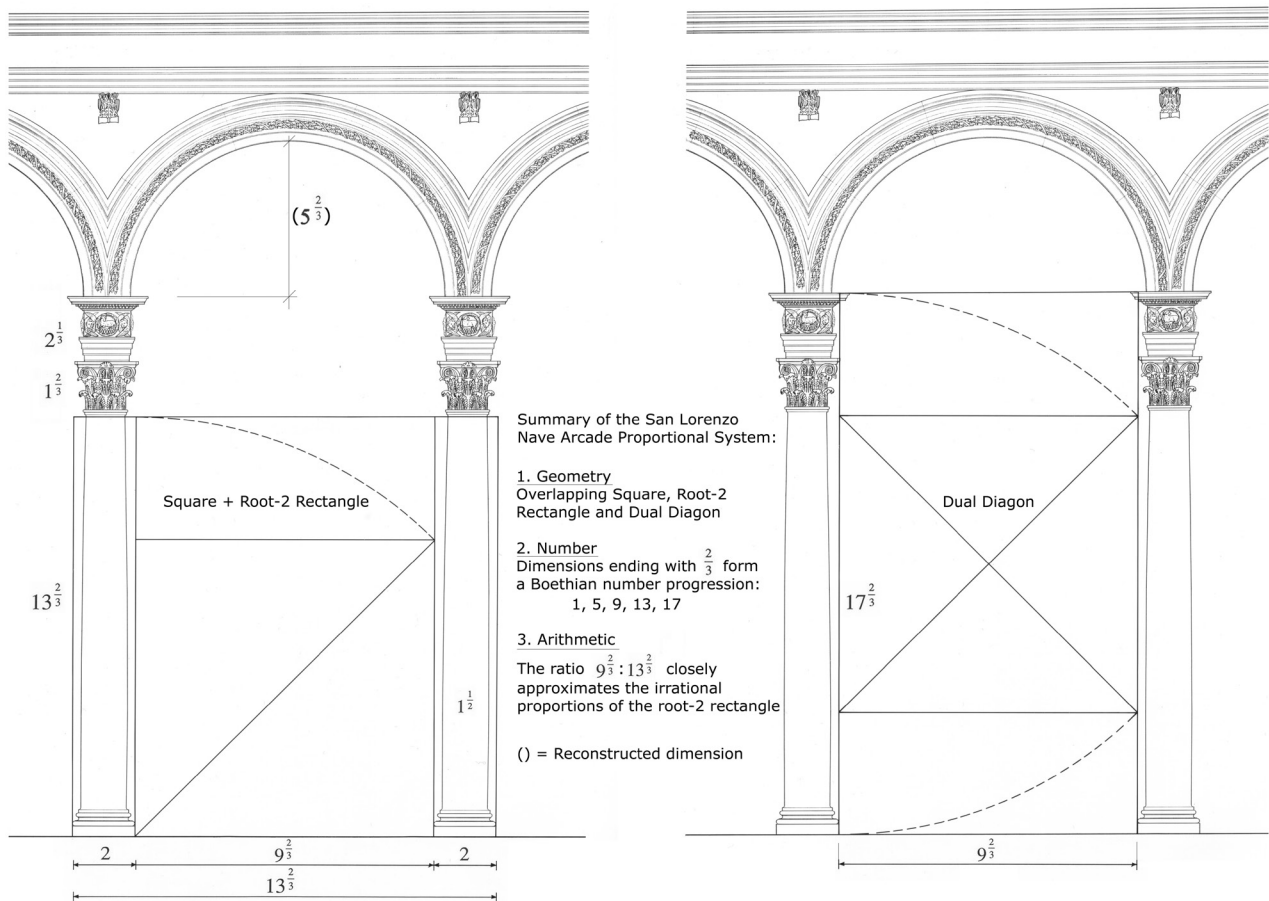 (5 2/3)
2 1/3
1 2/3
Square + Root-2 Rectangle
13 2/3
1 1/2
2
9 2/3
2
13 2/3
Summary of the San Lorenzo
Nave Arcade Proportional System:
1. Geometry
Overlapping Square, Root-2
Rectangle and Dual Diagon
2. Number
Dimensions ending with 2/3 form
a Boethian number progression:
1, 5, 9, 13, 17
3. Arithmetic
The ratio 9 2/3 : 13 2/3 closely
approximates the irrational
proportions of the root-2 rectangle
() = Reconstructed dimension
Dual Diagon
17 2/3
9 2/3